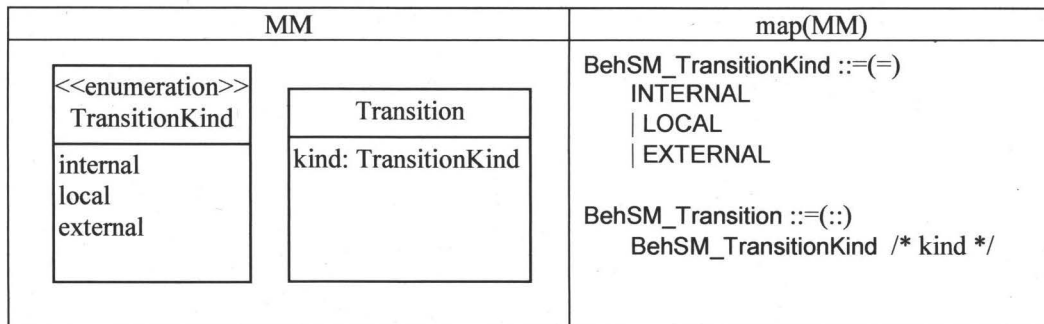 MM
map(MM)
<<enumeration>>
TransitionKind
internal
local
external
Transition
kind: TransitionKind
BehSM_TransitionKind ::=(=)
INTERNAL
| LOCAL
| EXTERNAL
BehSM_Transition ::=(::)
BehSM_TransitionKind /* kind */